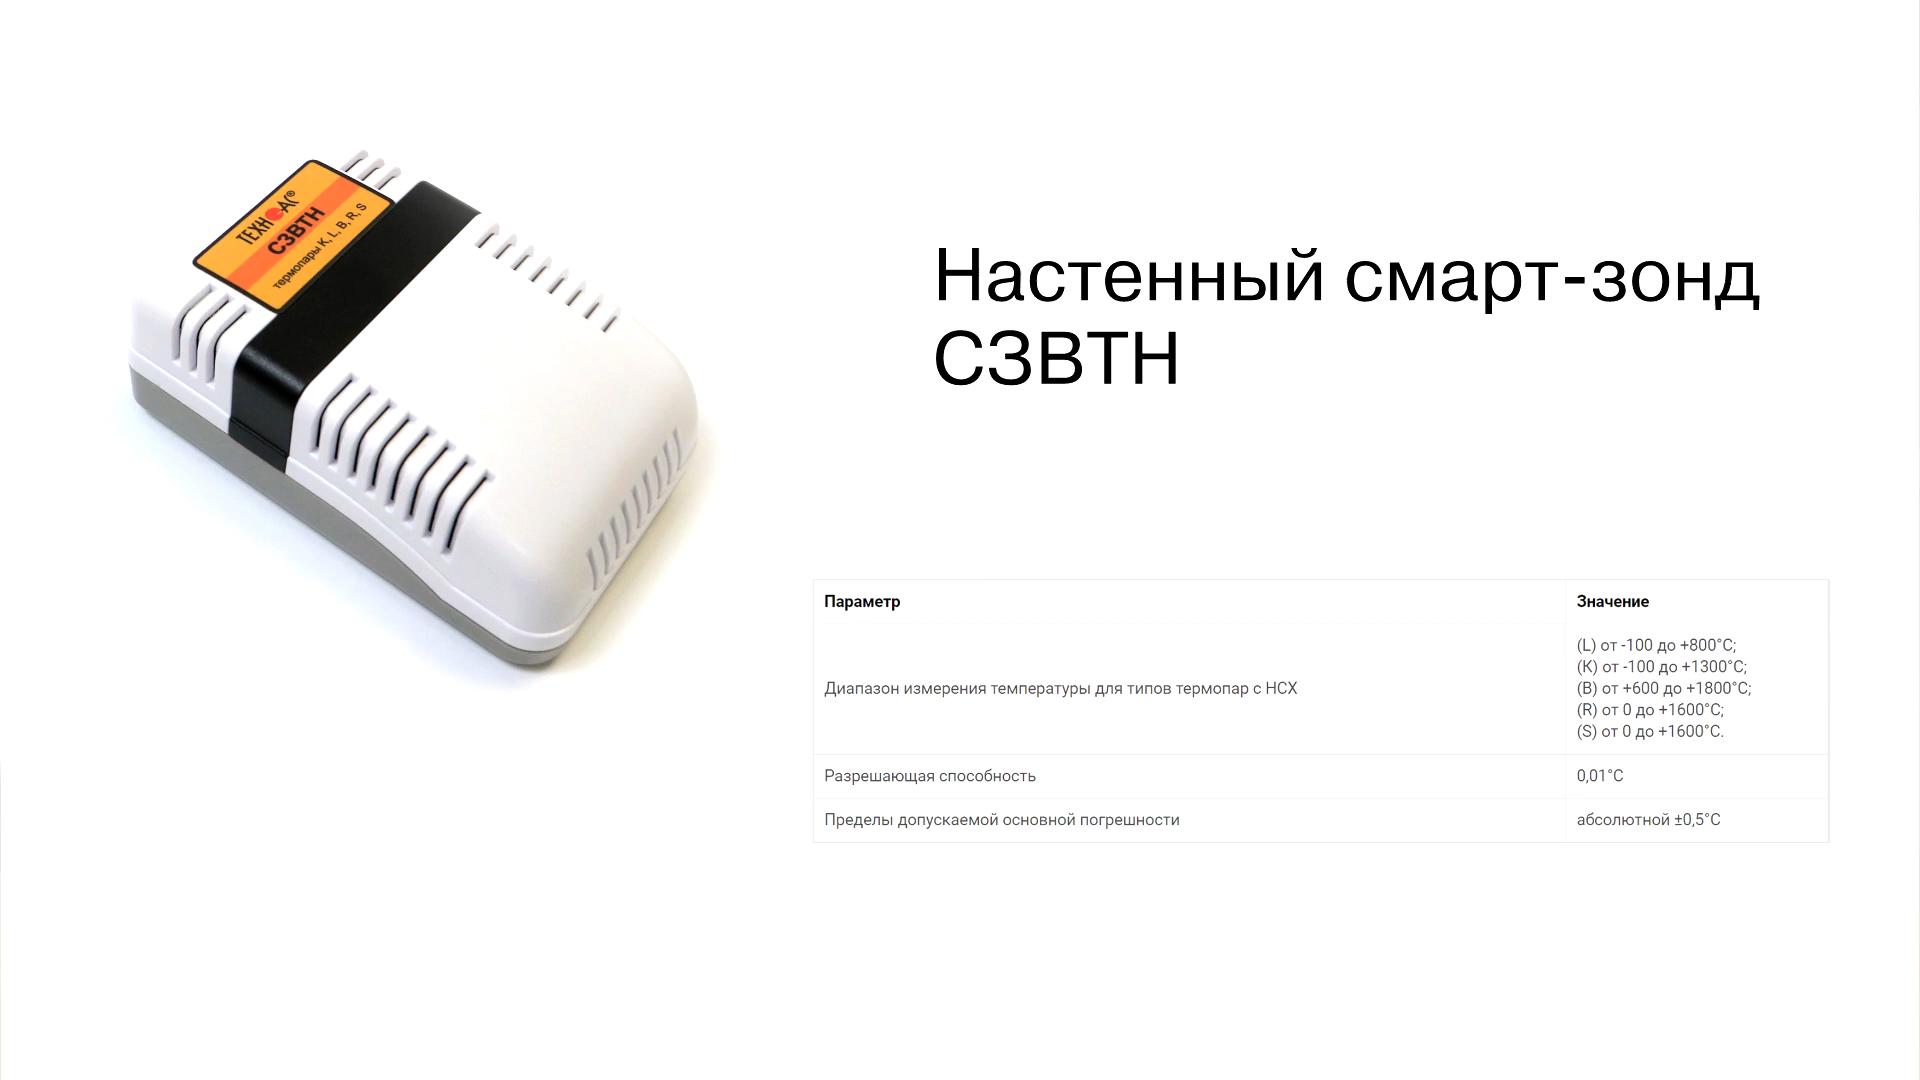 ТЕХНОАС®
СЗВТН
термопары K, L, B, R, S
Настенный смарт-зонд
СЗВТН
Параметр
Значение
Диапазон измерения температуры для типов термопар с НСХ
(L) от -100 до +800°С;
(К) от -100 до +1300°С;
(В) от +600 до +1800°С;
(R) от 0 до +1600°С;
(S) от 0 до +1600°С.
Разрешающая способность
0,01°С
Пределы допускаемой основной погрешности
абсолютной ±0,5°С